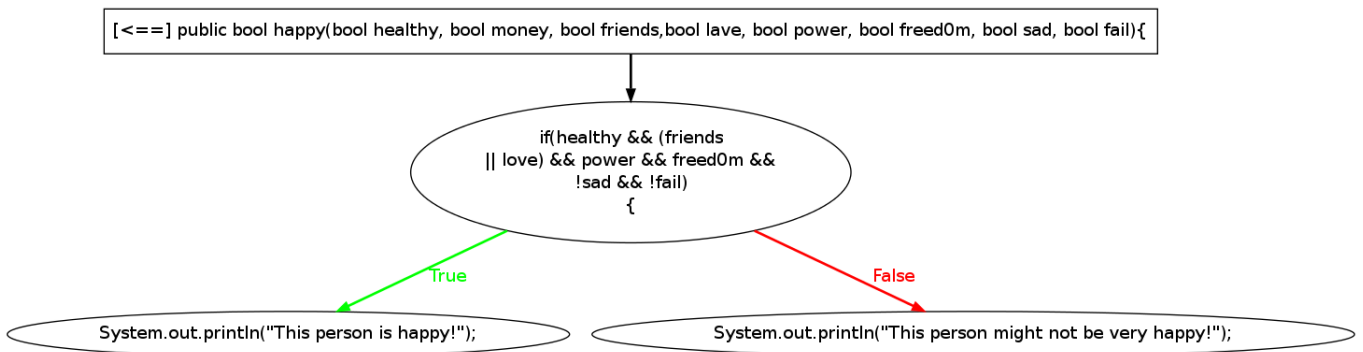 [<==] public bool happy(bool healthy, bool money, bool friends,bool lave, bool power, bool freed0m, bool sad, bool fail){
if(healthy && (friends
|| love) && power && freed0m &&
!sad && !fail)
{
True
False
System.out.println("This person is happy!");
System.out.println("This person might not be very happy!");